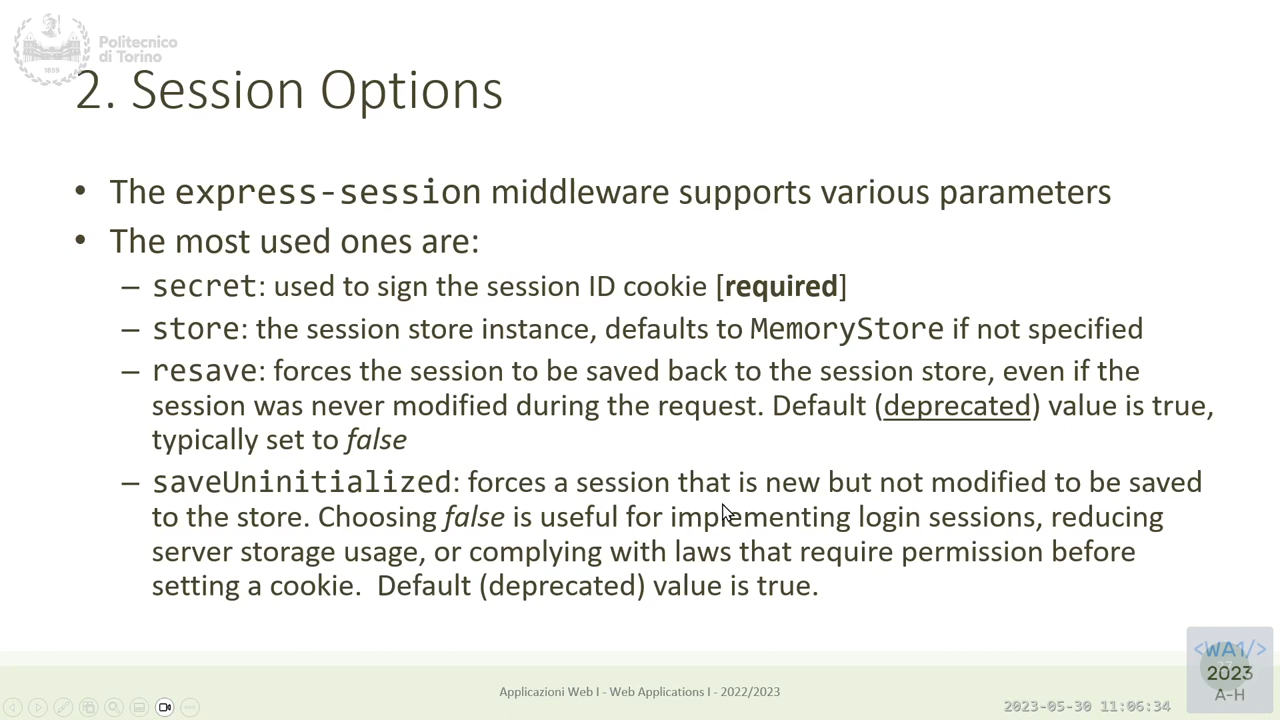 Politecnico
di Torino
1859
2. Session Options
• The express-session middleware supports various parameters
• The most used ones are:
– secret: used to sign the session ID cookie [required]
– store: the session store instance, defaults to MemoryStore if not specified
– resave: forces the session to be saved back to the session store, even if the
session was never modified during the request. Default (deprecated) value is true,
typically set to false
– saveUninitialized: forces a session that is new but not modified to be saved
to the store. Choosing false is useful for implementing login sessions, reducing
server storage usage, or complying with laws that require permission before
setting a cookie.  Default (deprecated) value is true.
Applicazioni Web I - Web Applications I - 2022/2023
2023-05-30 11:06:34
<WA1/>
2023
A-H